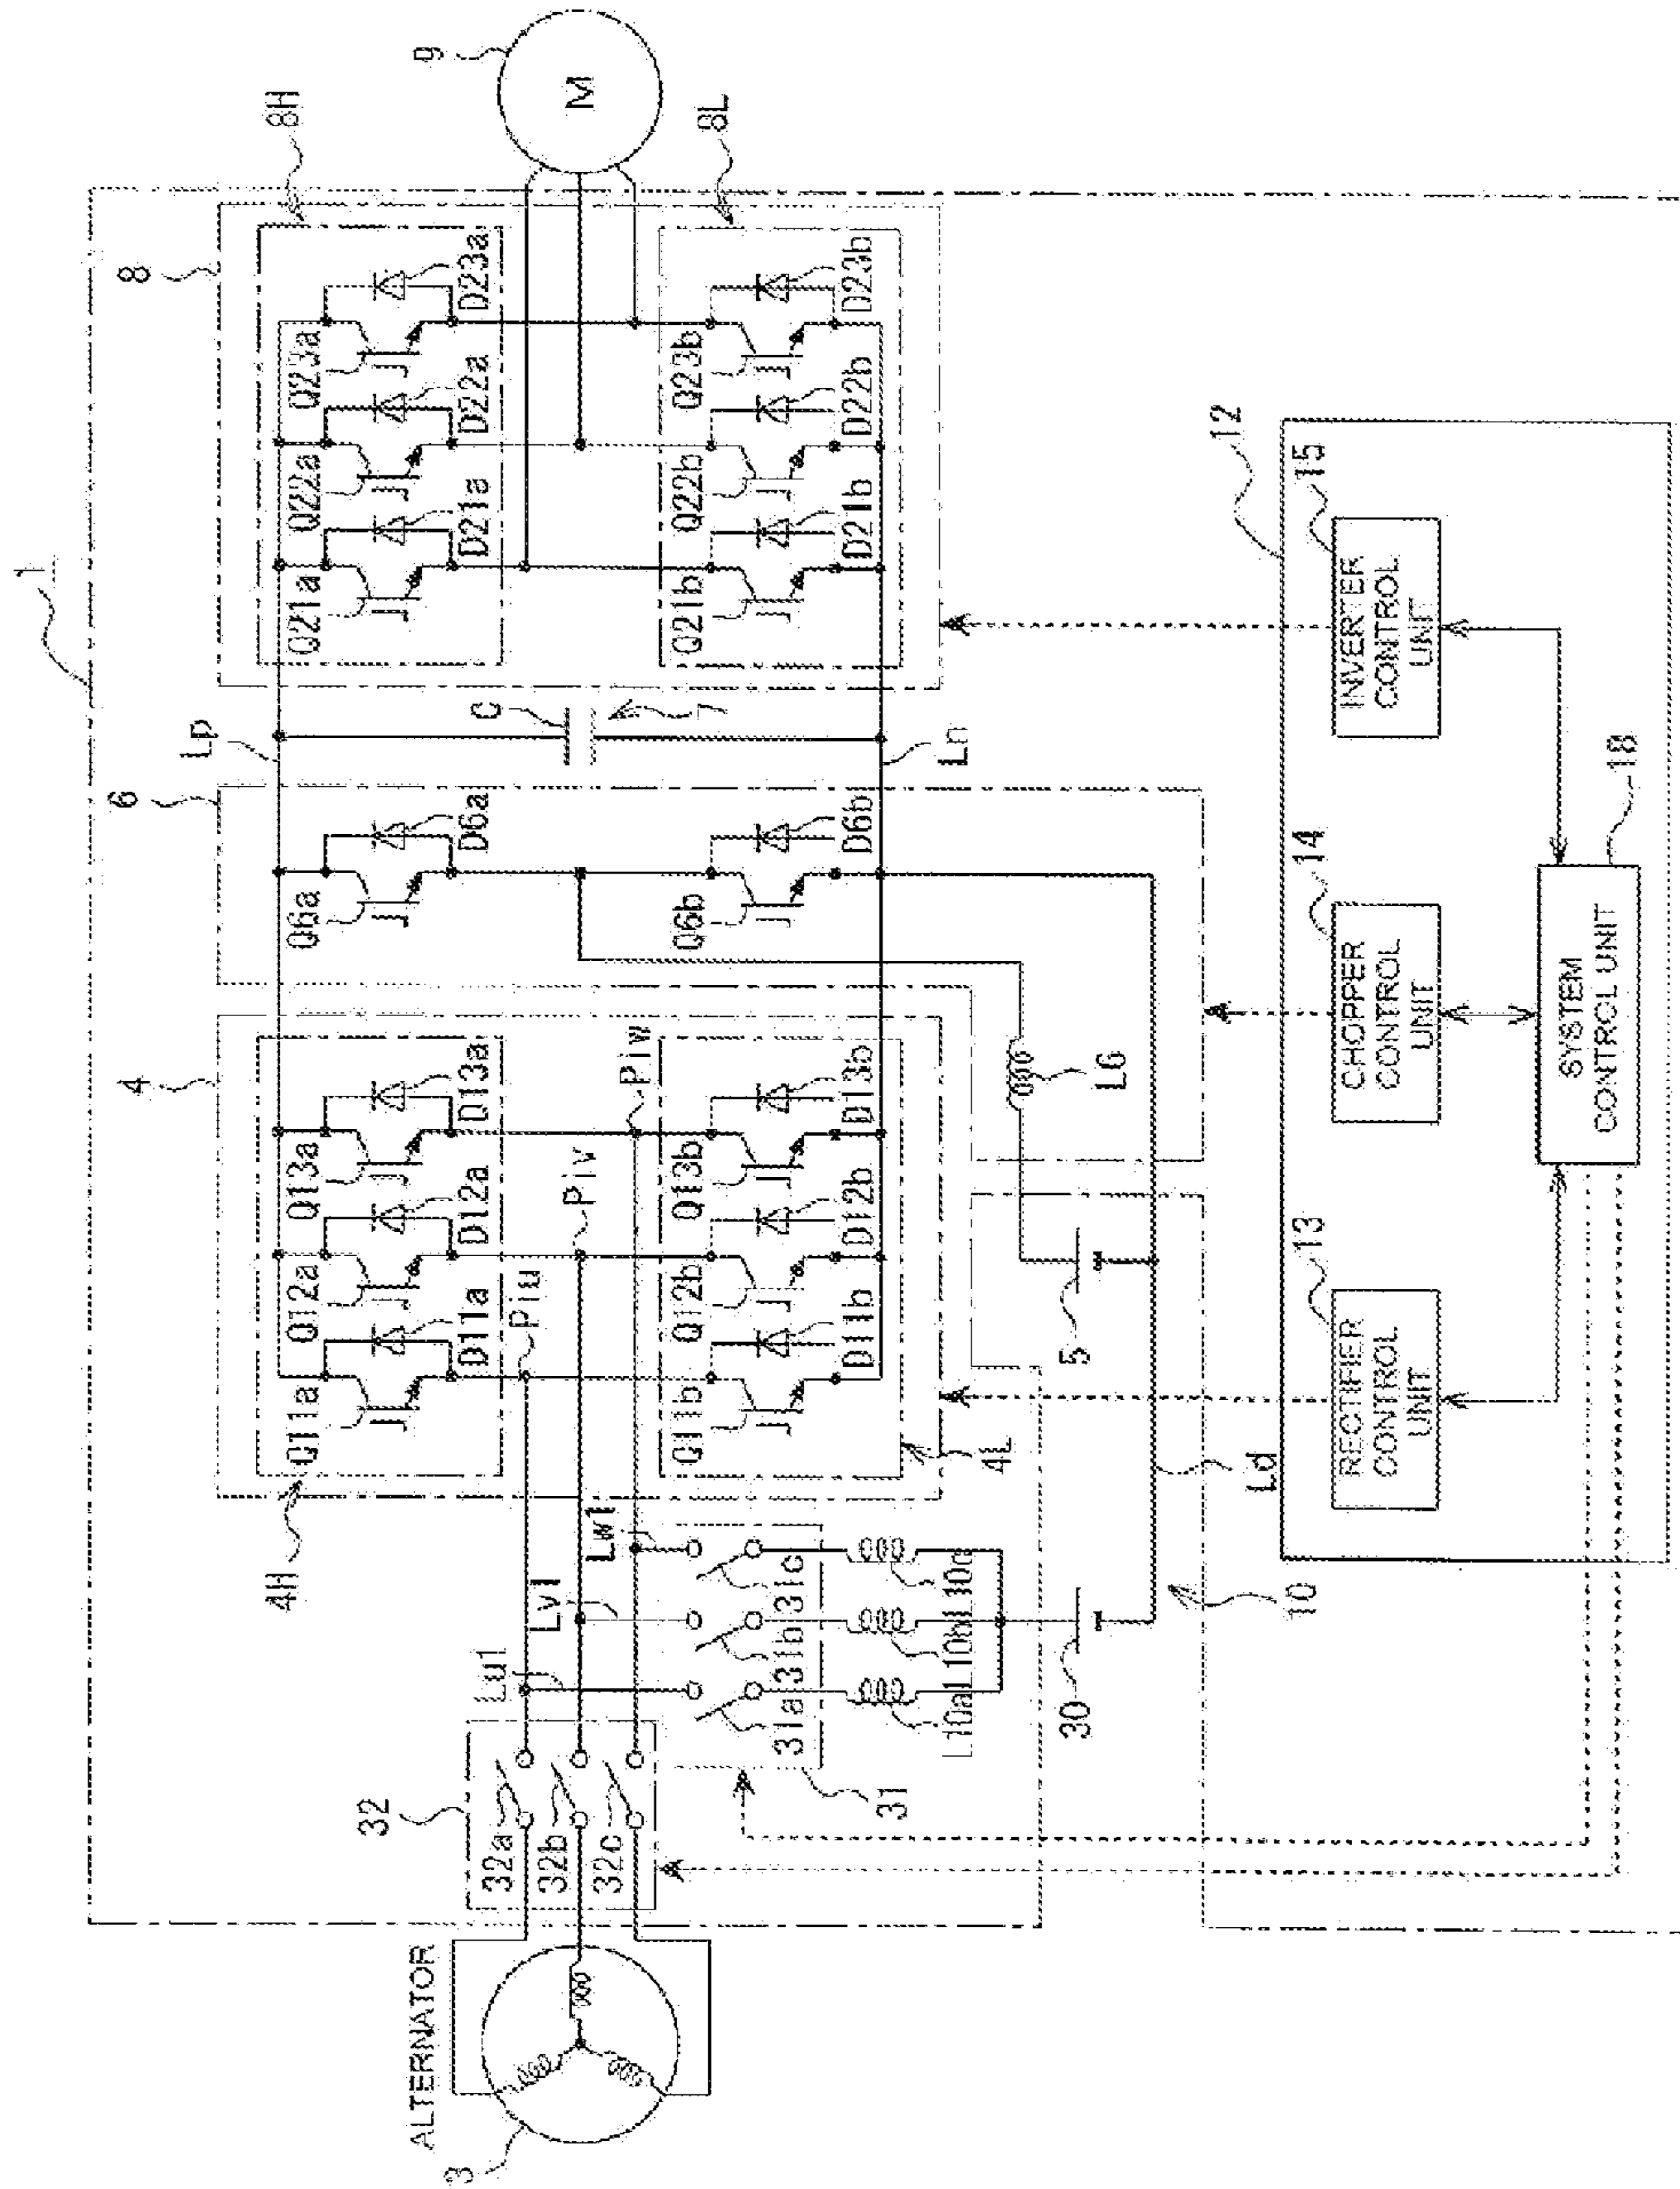 1
ALTERNATOR
3
32
32a
32b
32c
Lu1
Lv1
Lw1
31a
31b
31c
31
L10a
L10b
L10c
30
10
Ld
4
4H
4L
Q11a
Q12a
Q13a
D11a
D12a
D13a
Piu
Piv
Piw
Q11b
Q12b
Q13b
D11b
D12b
D13b
5
L6
6
Q6a
D6a
Q6b
D6b
Lp
Ln
C
7
8
8H
8L
Q21a
Q22a
Q23a
D21a
D22a
D23a
Q21b
Q22b
Q23b
D21b
D22b
D23b
M
9
12
13
RECTIFIER
CONTROL
UNIT
14
CHOPPER
CONTROL
UNIT
15
INVERTER
CONTROL
UNIT
18
SYSTEM
CONTROL UNIT